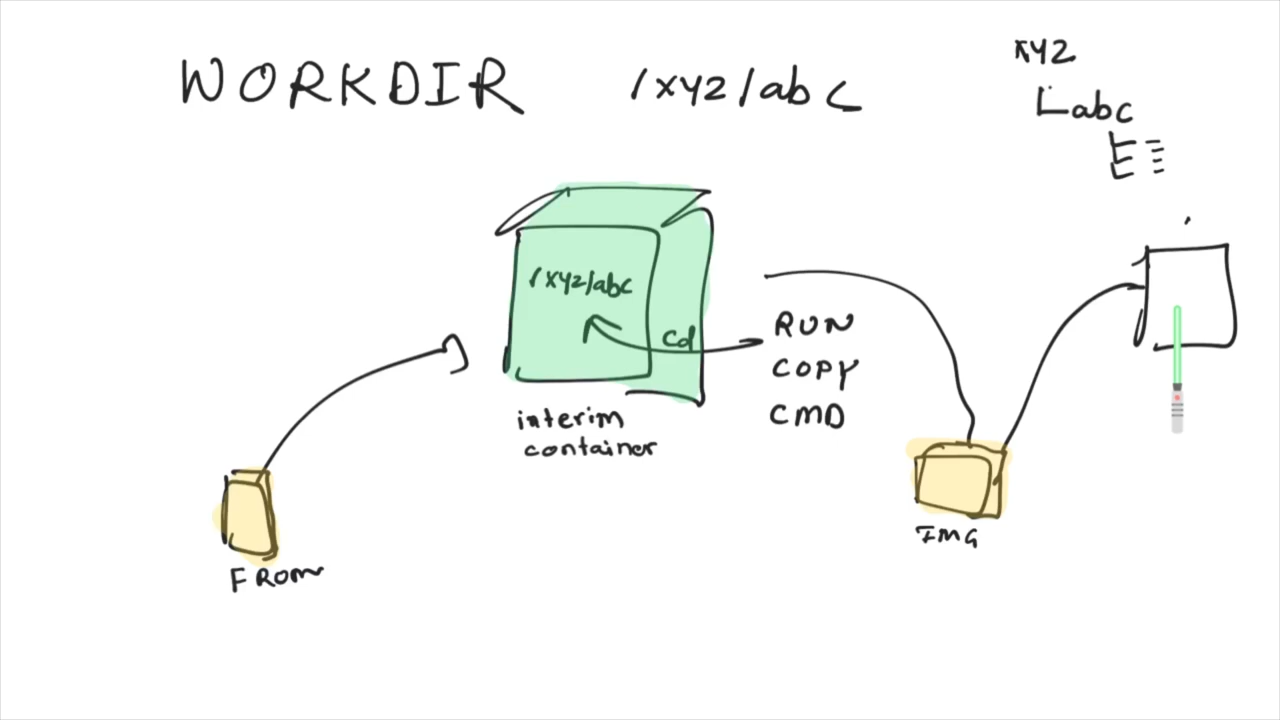 WORKDIR /xyz/abc
xyz
abc
/xyz/abc
cd
RUN
COPY
CMD
interim
container
IMG
FROM